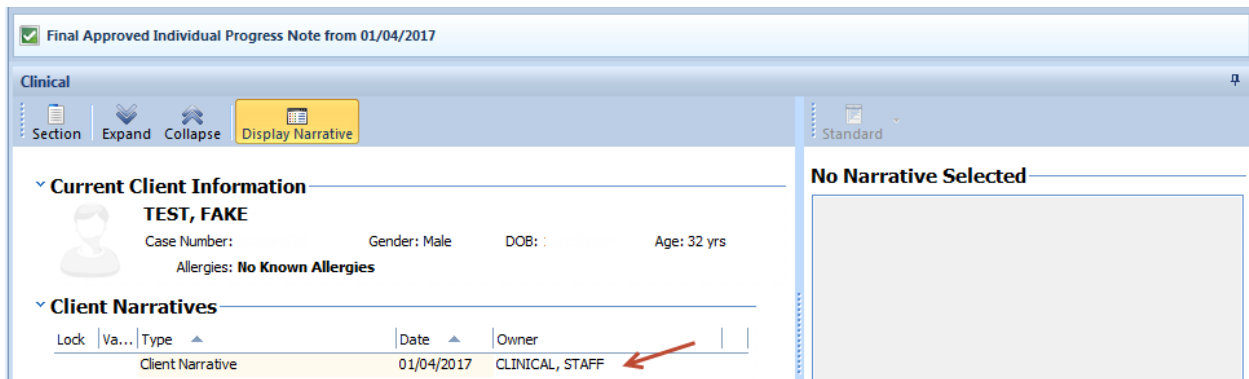 Final Approved Individual Progress Note from 01/04/2017
Clinical
Section Expand Collapse Display Narrative
Standard
Current Client Information
TEST, FAKE
Case Number: Gender: Male DOB: Age: 32 yrs
Allergies: No Known Allergies
Client Narratives
Lock Va... Type Date Owner
Client Narrative 01/04/2017 CLINICAL, STAFF
No Narrative Selected